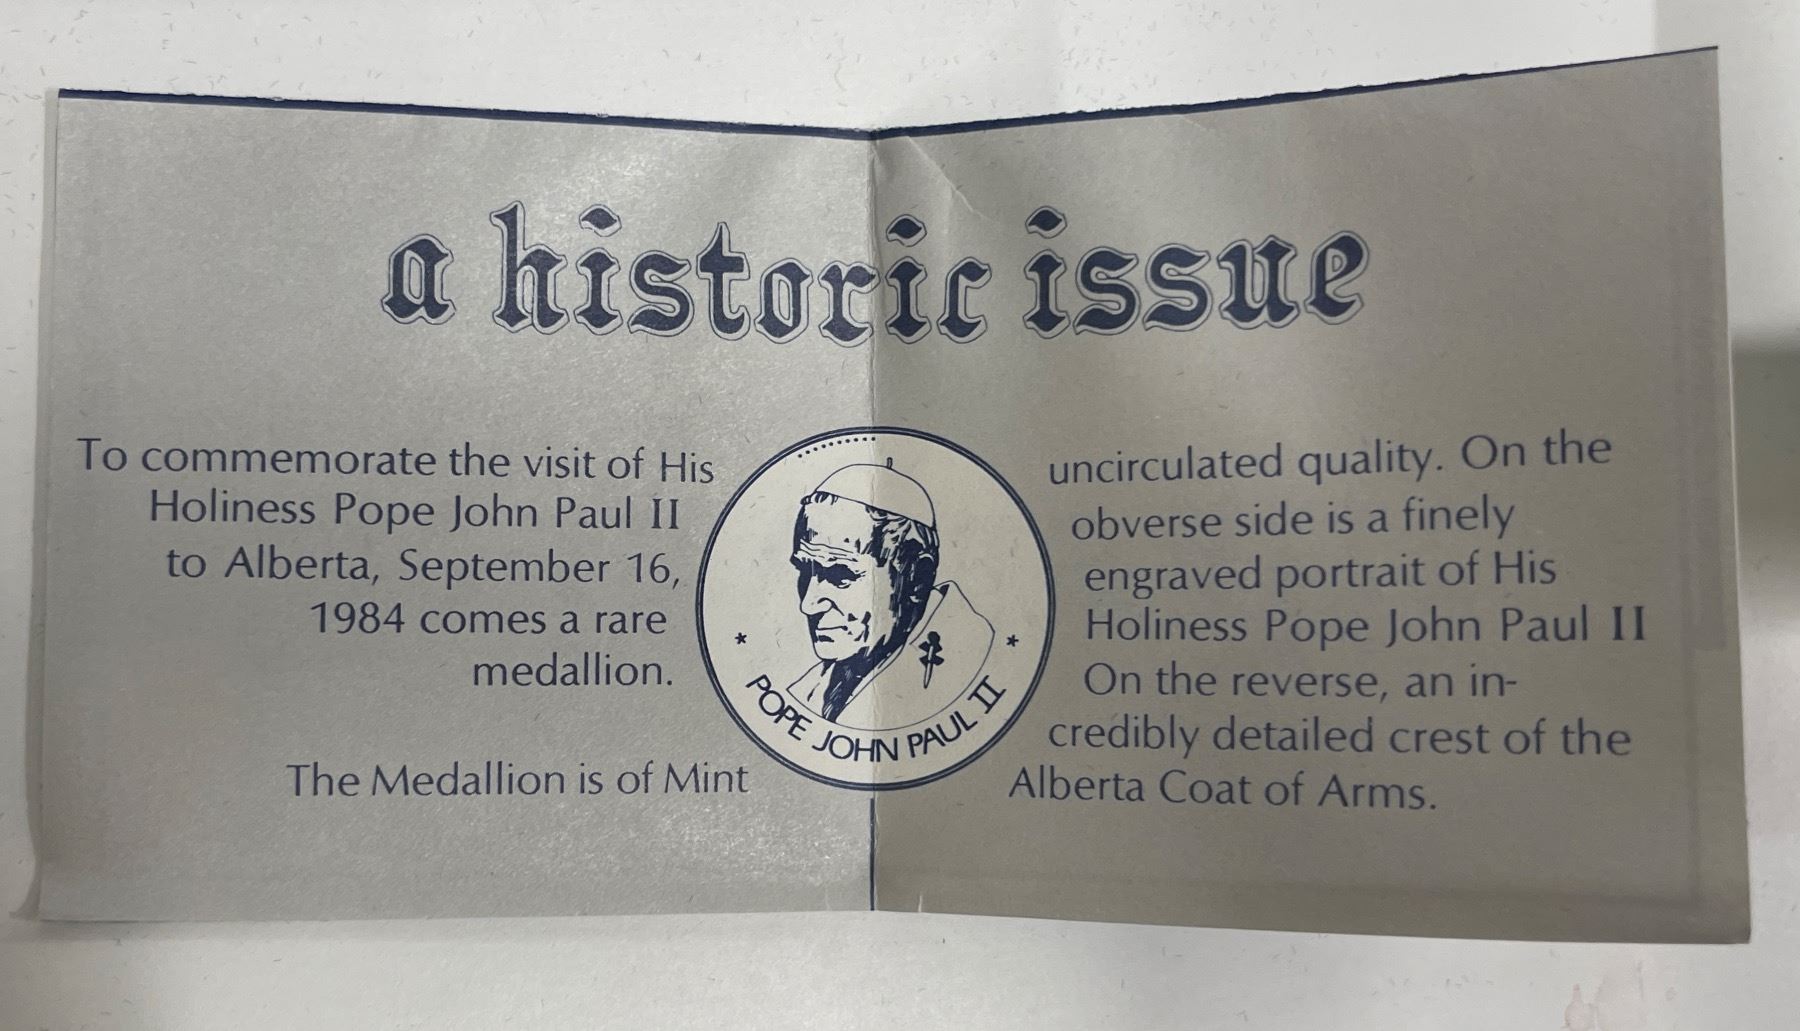 a historic issue
To commemorate the visit of His
Holiness Pope John Paul II
to Alberta, September 16,
1984 comes a rare
medallion.
The Medallion is of Mint
* POPE JOHN PAUL II *
uncirculated quality. On the
obverse side is a finely
engraved portrait of His
Holiness Pope John Paul II
On the reverse, an in-
credibly detailed crest of the
Alberta Coat of Arms.